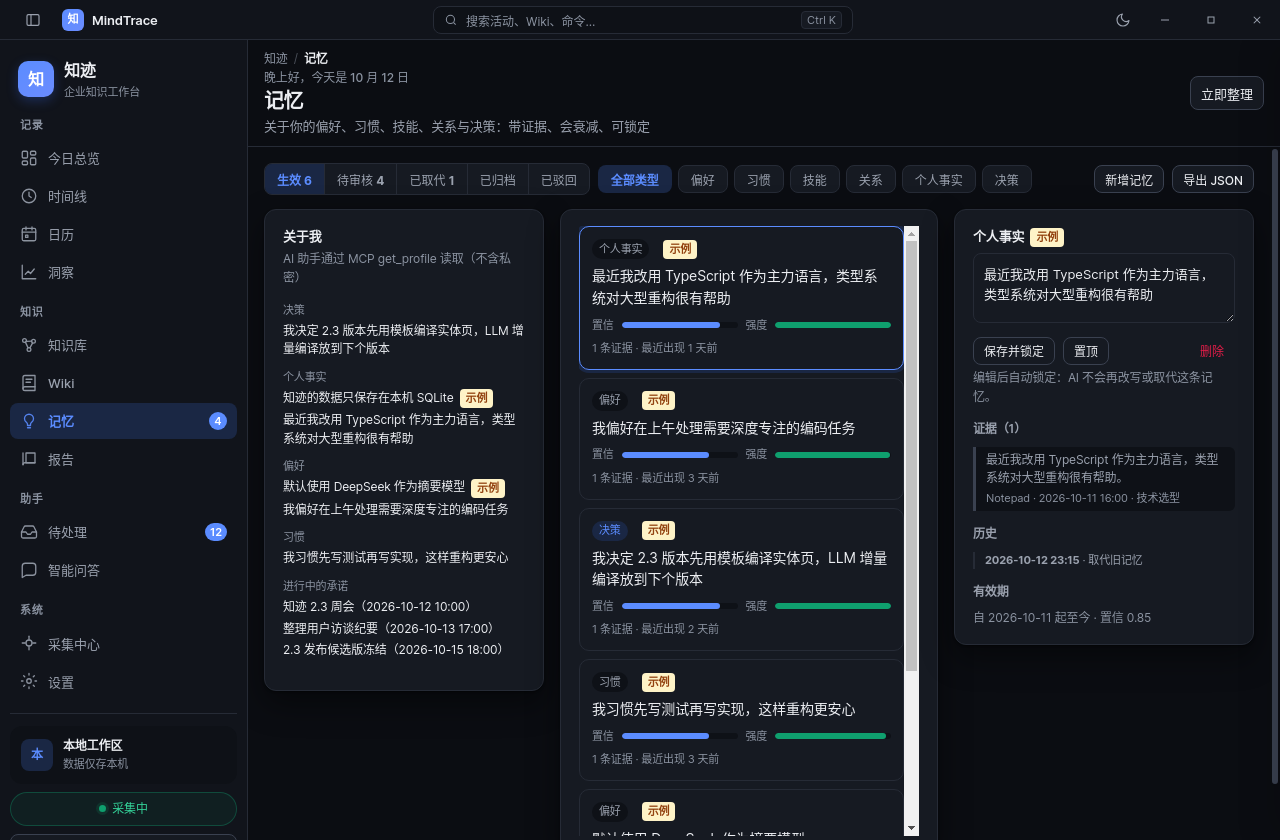 知 MindTrace
搜索活动、Wiki、命令... Ctrl K
知 知迹
企业知识工作台
记录
今日总览
时间线
日历
洞察
知识
知识库
Wiki
记忆 4
报告
助手
待处理 12
智能问答
系统
采集中心
设置
本 本地工作区
数据仅存本机
采集中
知迹 / 记忆
晚上好，今天是 10 月 12 日
记忆
关于你的偏好、习惯、技能、关系与决策：带证据、会衰减、可锁定
立即整理
生效 6 待审核 4 已取代 1 已归档 已驳回 全部类型 偏好 习惯 技能 关系 个人事实 决策 新增记忆 导出 JSON
关于我
AI 助手通过 MCP get_profile 读取（不含私
密）
决策
我决定 2.3 版本先用模板编译实体页，LLM 增
量编译放到下个版本
个人事实
知迹的数据只保存在本机 SQLite 示例
最近我改用 TypeScript 作为主力语言，类型
系统对大型重构很有帮助
偏好
默认使用 DeepSeek 作为摘要模型 示例
我偏好在上午处理需要深度专注的编码任务
习惯
我习惯先写测试再写实现，这样重构更安心
进行中的承诺
知迹 2.3 周会（2026-10-12 10:00）
整理用户访谈纪要（2026-10-13 17:00）
2.3 发布候选版冻结（2026-10-15 18:00）
个人事实 示例
最近我改用 TypeScript 作为主力语言，类型系
统对大型重构很有帮助
置信 强度
1 条证据 · 最近出现 1 天前
偏好 示例
我偏好在上午处理需要深度专注的编码任务
置信 强度
1 条证据 · 最近出现 3 天前
决策 示例
我决定 2.3 版本先用模板编译实体页，LLM 增量
编译放到下个版本
置信 强度
1 条证据 · 最近出现 2 天前
习惯 示例
我习惯先写测试再写实现，这样重构更安心
置信 强度
1 条证据 · 最近出现 3 天前
偏好 示例
默认使用 DeepSeek 作为摘要模型
个人事实 示例
最近我改用 TypeScript 作为主力语言，
类型系统对大型重构很有帮助
保存并锁定 置顶 删除
编辑后自动锁定：AI 不会再改写或取代这条记
忆。
证据（1）
最近我改用 TypeScript 作为主力语言，类型
系统对大型重构很有帮助。
Notepad · 2026-10-11 16:00 · 技术选型
历史
2026-10-12 23:15 · 取代旧记忆
有效期
自 2026-10-11 起至今 · 置信 0.85